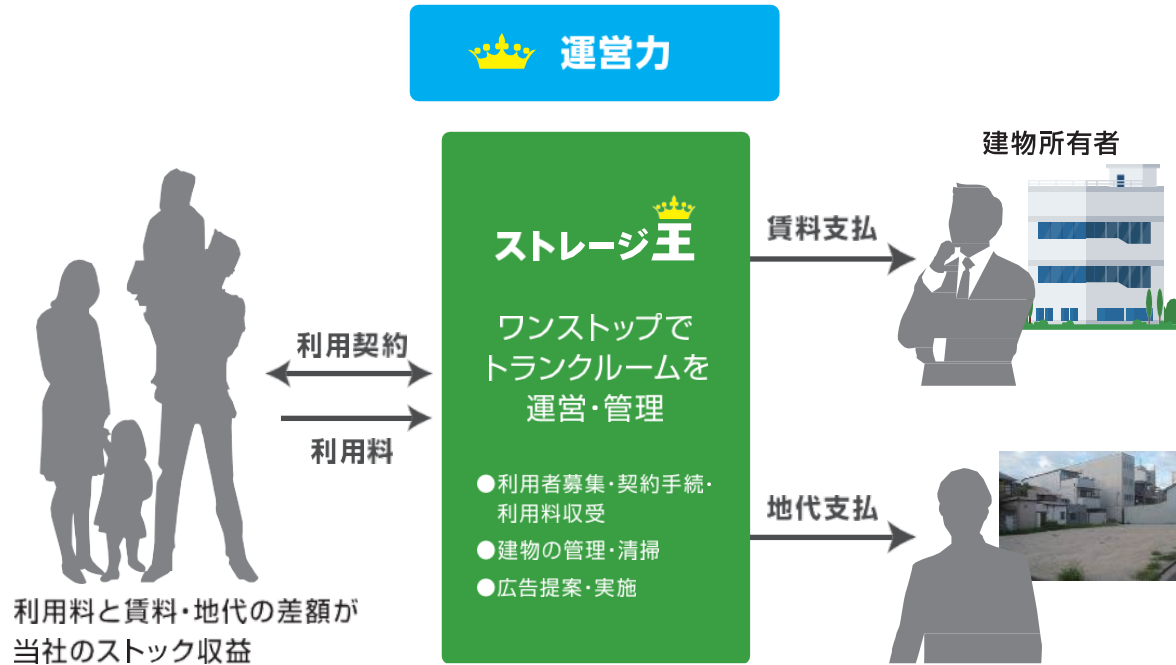 運営力
建物所有者
ストレージ王
賃料支払
ワンストップで
トランクルームを
運営・管理
利用契約
利用料
●利用者募集・契約手続・
利用料収受
●建物の管理・清掃
●広告提案・実施
地代支払
利用料と賃料・地代の差額が
当社のストック収益